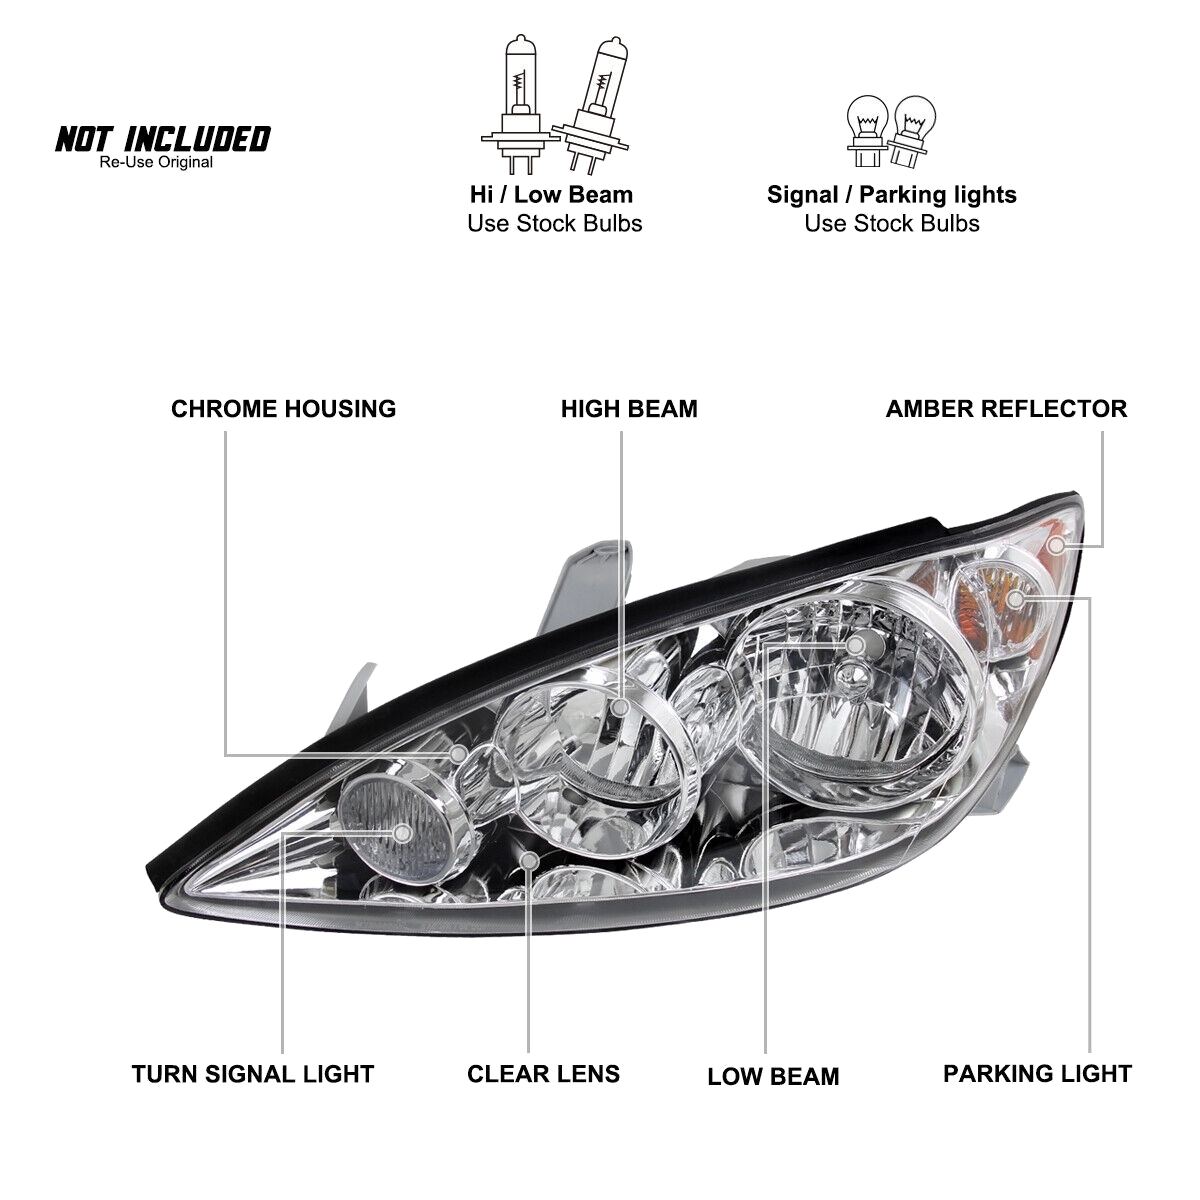 NOT INCLUDED
Re-Use Original
Hi / Low Beam
Use Stock Bulbs
Signal / Parking lights
Use Stock Bulbs
CHROME HOUSING
HIGH BEAM
AMBER REFLECTOR
TURN SIGNAL LIGHT
CLEAR LENS
LOW BEAM
PARKING LIGHT